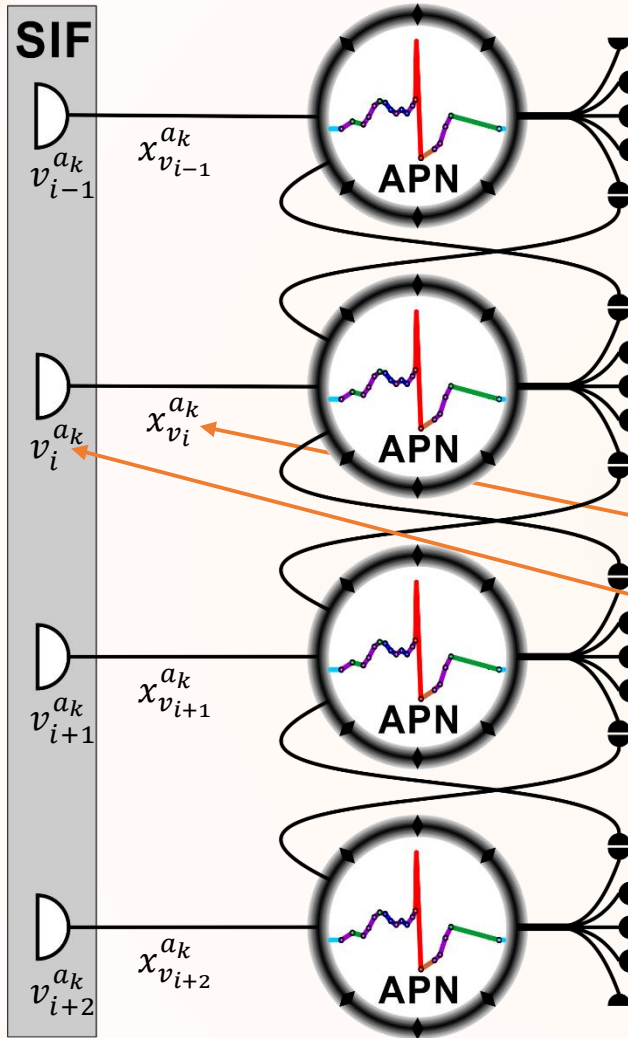 SIF
x_{v_{i-1}}^{a_k}
APN
v_{i-1}^{a_k}
x_{v_i}^{a_k}
APN
v_i^{a_k}
x_{v_{i+1}}^{a_k}
APN
v_{i+1}^{a_k}
x_{v_{i+2}}^{a_k}
APN
v_{i+2}^{a_k}